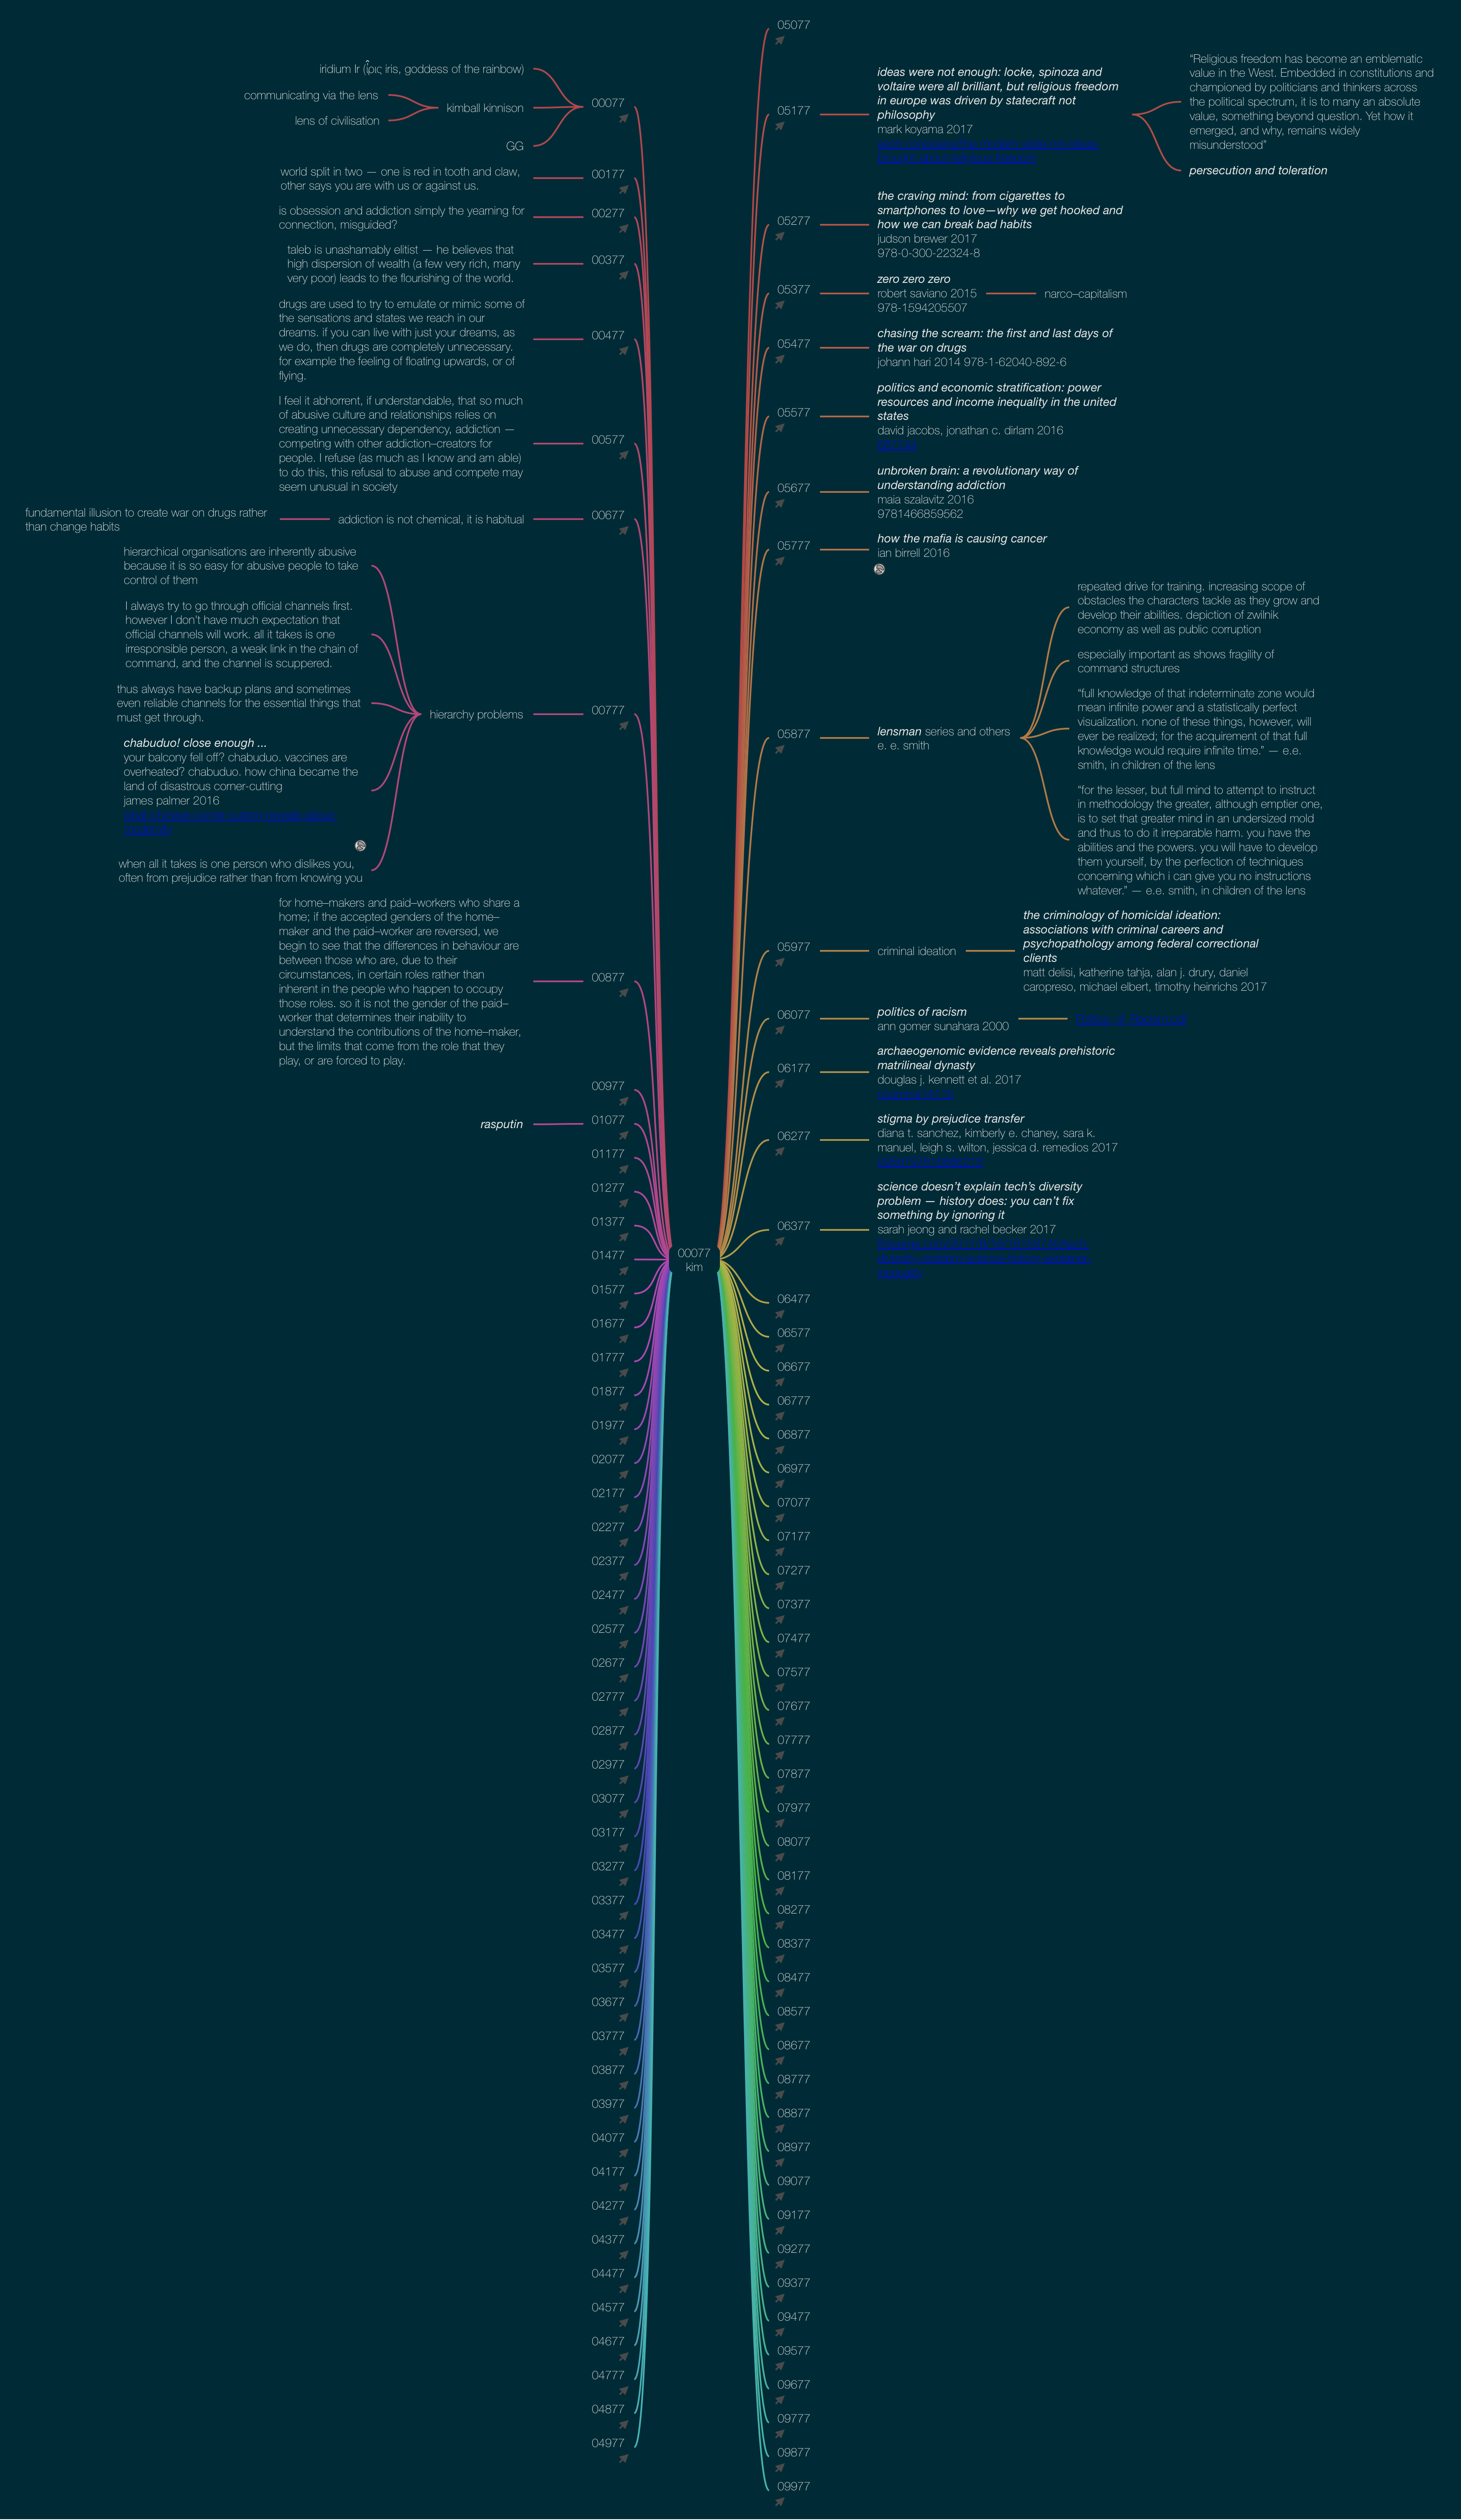 iridium Ir (ἶρις iris, goddess of the rainbow)
communicating via the lens
lens of civilisation
kimball kinnison
GG
00077
world split in two — one is red in tooth and claw,
other says you are with us or against us.
00177
is obsession and addiction simply the yearning for
connection, misguided?
00277
taleb is unashamably elitist — he believes that
high dispersion of wealth (a few very rich, many
very poor) leads to the flourishing of the world.
00377
drugs are used to try to emulate or mimic some of
the sensations and states we reach in our
dreams. if you can live with just your dreams, as
we do, then drugs are completely unnecessary.
for example the feeling of floating upwards, or of
flying.
00477
I feel it abhorrent, if understandable, that so much
of abusive culture and relationships relies on
creating unnecessary dependency, addiction —
competing with other addiction–creators for
people. I refuse (as much as I know and am able)
to do this, this refusal to abuse and compete may
seem unusual in society
00577
fundamental illusion to create war on drugs rather
than change habits
addiction is not chemical, it is habitual
00677
hierarchical organisations are inherently abusive
because it is so easy for abusive people to take
control of them
I always try to go through official channels first.
however I don't have much expectation that
official channels will work. all it takes is one
irresponsible person, a weak link in the chain of
command, and the channel is scuppered.
thus always have backup plans and sometimes
even reliable channels for the essential things that
must get through.
chabuduo! close enough ...
your balcony fell off? chabuduo. vaccines are
overheated? chabuduo. how china became the
land of disastrous corner-cutting
james palmer 2016
when all it takes is one person who dislikes you,
often from prejudice rather than from knowing you
hierarchy problems
00777
for home–makers and paid–workers who share a
home; if the accepted genders of the home–
maker and the paid–worker are reversed, we
begin to see that the differences in behaviour are
between those who are, due to their
circumstances, in certain roles rather than
inherent in the people who happen to occupy
those roles. so it is not the gender of the paid–
worker that determines their inability to
understand the contributions of the home–maker,
but the limits that come from the role that they
play, or are forced to play.
00877
00977
rasputin
01077
01177
01277
01377
01477
01577
01677
01777
01877
01977
02077
02177
02277
02377
02477
02577
02677
02777
02877
02977
03077
03177
03277
03377
03477
03577
03677
03777
03877
03977
04077
04177
04277
04377
04477
04577
04677
04777
04877
04977
00077
kim
05077
05177
ideas were not enough: locke, spinoza and
voltaire were all brilliant, but religious freedom
in europe was driven by statecraft not
philosophy
mark koyama 2017
“Religious freedom has become an emblematic
value in the West. Embedded in constitutions and
championed by politicians and thinkers across
the political spectrum, it is to many an absolute
value, something beyond question. Yet how it
emerged, and why, remains widely
misunderstood”
persecution and toleration
05277
the craving mind: from cigarettes to
smartphones to love—why we get hooked and
how we can break bad habits
judson brewer 2017
978-0-300-22324-8
05377
zero zero zero
robert saviano 2015
978-1594205507
narco–capitalism
05477
chasing the scream: the first and last days of
the war on drugs
johann hari 2014 978-1-62040-892-6
05577
politics and economic stratification: power
resources and income inequality in the united
states
david jacobs, jonathan c. dirlam 2016
05677
unbroken brain: a revolutionary way of
understanding addiction
maia szalavitz 2016
9781466859562
05777
how the mafia is causing cancer
ian birrell 2016
05877
lensman series and others
e. e. smith
repeated drive for training. increasing scope of
obstacles the characters tackle as they grow and
develop their abilities. depiction of zwilnik
economy as well as public corruption
especially important as shows fragility of
command structures
“full knowledge of that indeterminate zone would
mean infinite power and a statistically perfect
visualization. none of these things, however, will
ever be realized; for the acquirement of that full
knowledge would require infinite time.” — e.e.
smith, in children of the lens
“for the lesser, but full mind to attempt to instruct
in methodology the greater, although emptier one,
is to set that greater mind in an undersized mold
and thus to do it irreparable harm. you have the
abilities and the powers. you will have to develop
them yourself, by the perfection of techniques
concerning which i can give you no instructions
whatever.” — e.e. smith, in children of the lens
05977
criminal ideation
the criminology of homicidal ideation:
associations with criminal careers and
psychopathology among federal correctional
clients
matt delisi, katherine tahja, alan j. drury, daniel
caropreso, michael elbert, timothy heinrichs 2017
06077
politics of racism
ann gomer sunahara 2000
06177
archaeogenomic evidence reveals prehistoric
matrilineal dynasty
douglas j. kennett et al. 2017
06277
stigma by prejudice transfer
diana t. sanchez, kimberly e. chaney, sara k.
manuel, leigh s. wilton, jessica d. remedios 2017
06377
science doesn't explain tech's diversity
problem — history does: you can't fix
something by ignoring it
sarah jeong and rachel becker 2017
06477
06577
06677
06777
06877
06977
07077
07177
07277
07377
07477
07577
07677
07777
07877
07977
08077
08177
08277
08377
08477
08577
08677
08777
08877
08977
09077
09177
09277
09377
09477
09577
09677
09777
09877
09977